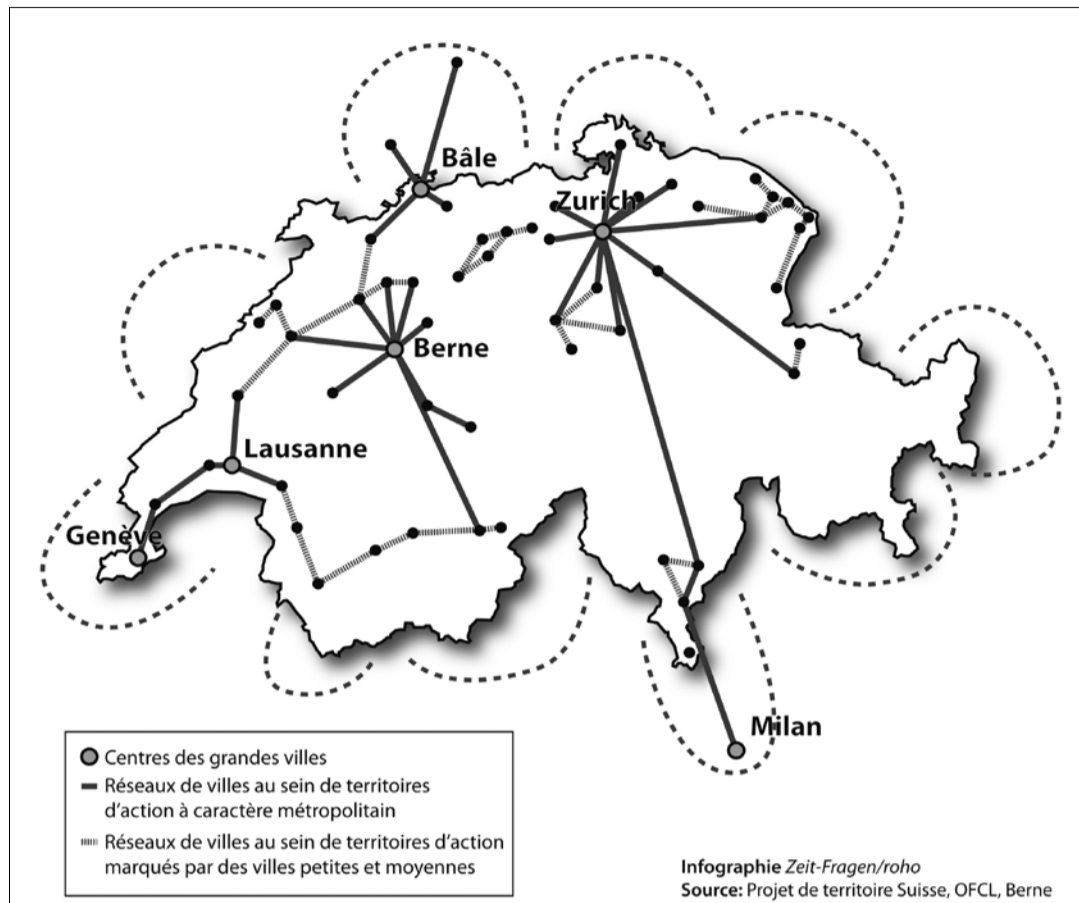 Bâle
Zurich
Berne
Lausanne
Genève
Milan
Centres des grandes villes
Réseaux de villes au sein de territoires
d'action à caractère métropolitain
Réseaux de villes au sein de territoires d'action
marqués par des villes petites et moyennes
Infographie Zeit-Fragen/roho
Source: Projet de territoire Suisse, OFCL, Berne